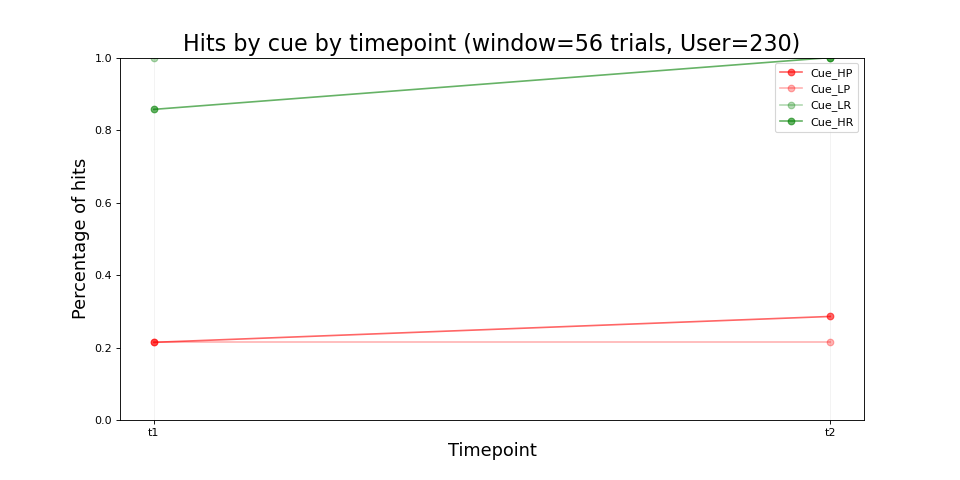 Hits by cue by timepoint (window=56 trials, User=230)
Percentage of hits
1.0
0.8
0.6
0.4
0.2
0.0
Cue_HP
Cue_LP
Cue_LR
Cue_HR
t1
t2
Timepoint